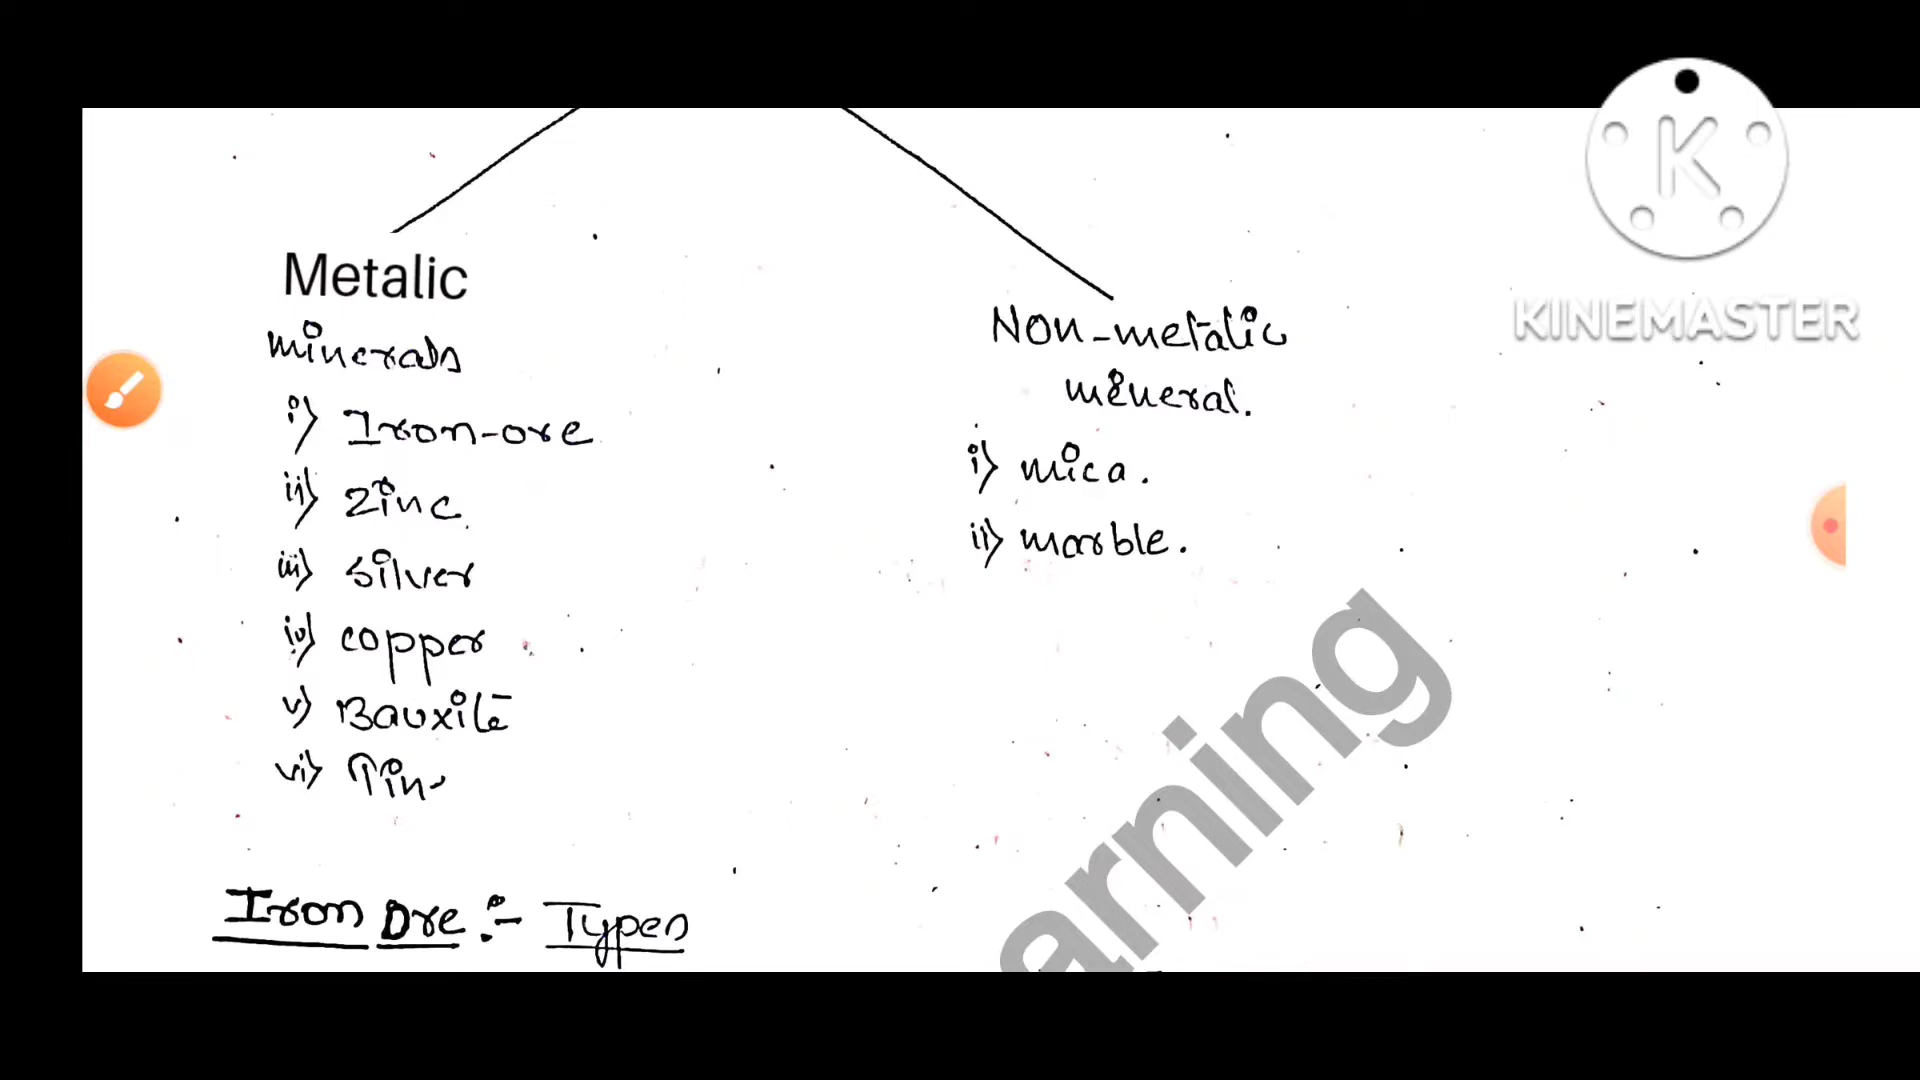 Metalic
minerals
i) Iron-ore
ii) Zinc
iii) Silver
iv) copper
v) Bauxite
vi) Tin
Non-metalic
mineral.
i) mica.
ii) marble.
Iron Ore :- Types
arning
K
KINEMASTER